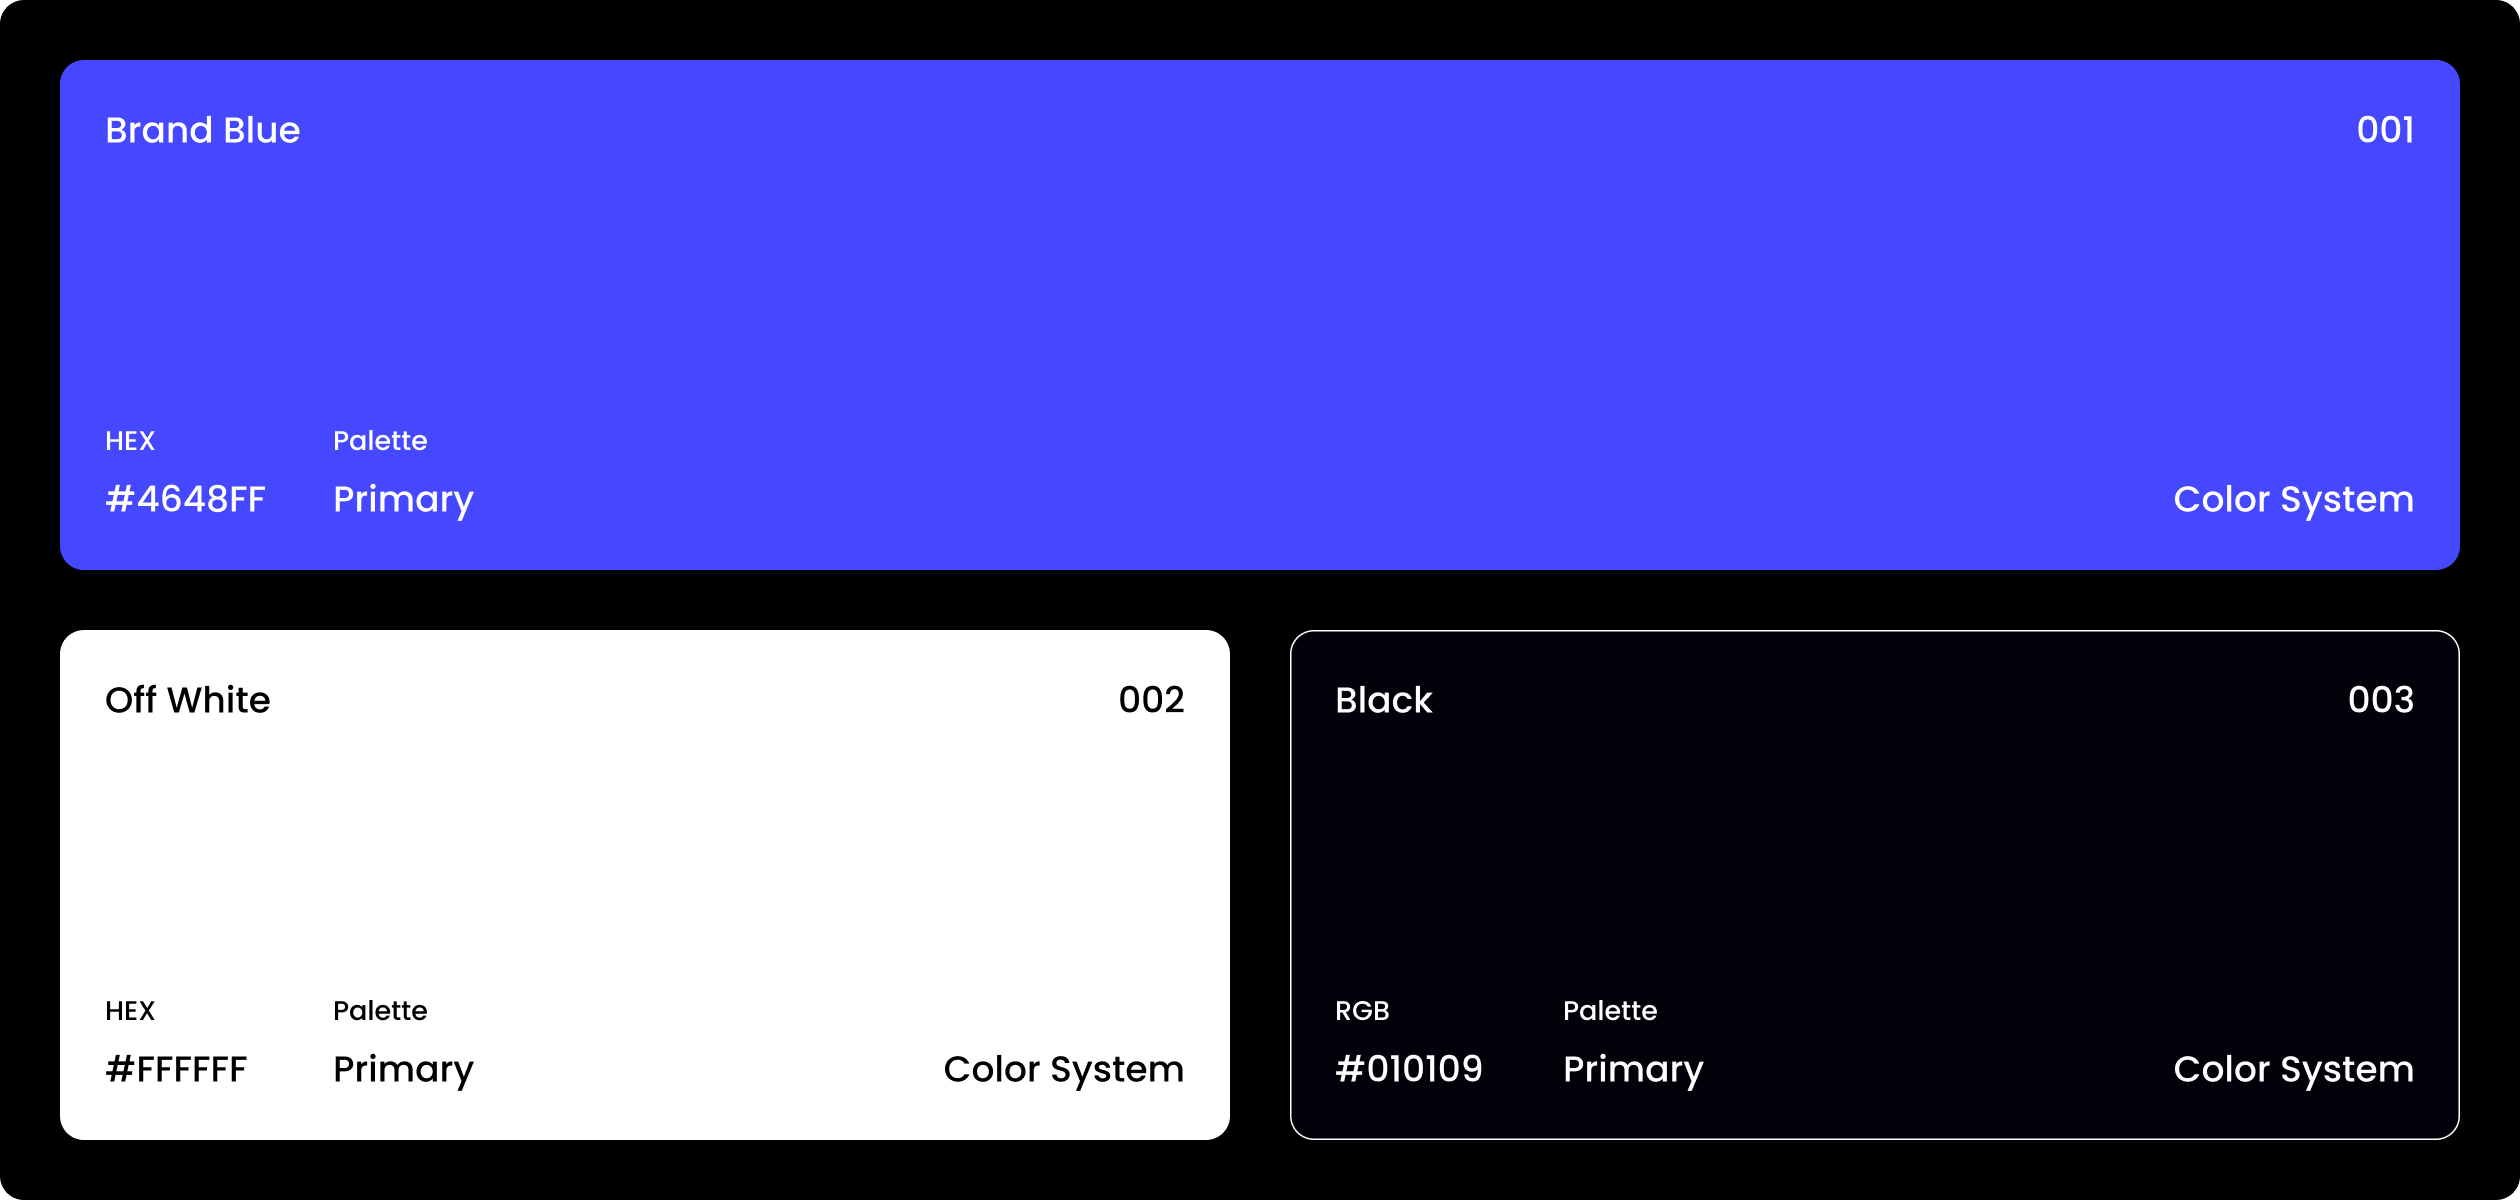 Brand Blue 001
HEX Palette
#4648FF Primary Color System
Off White 002
HEX Palette
#FFFFFF Primary Color System
Black 003
RGB Palette
#010109 Primary Color System